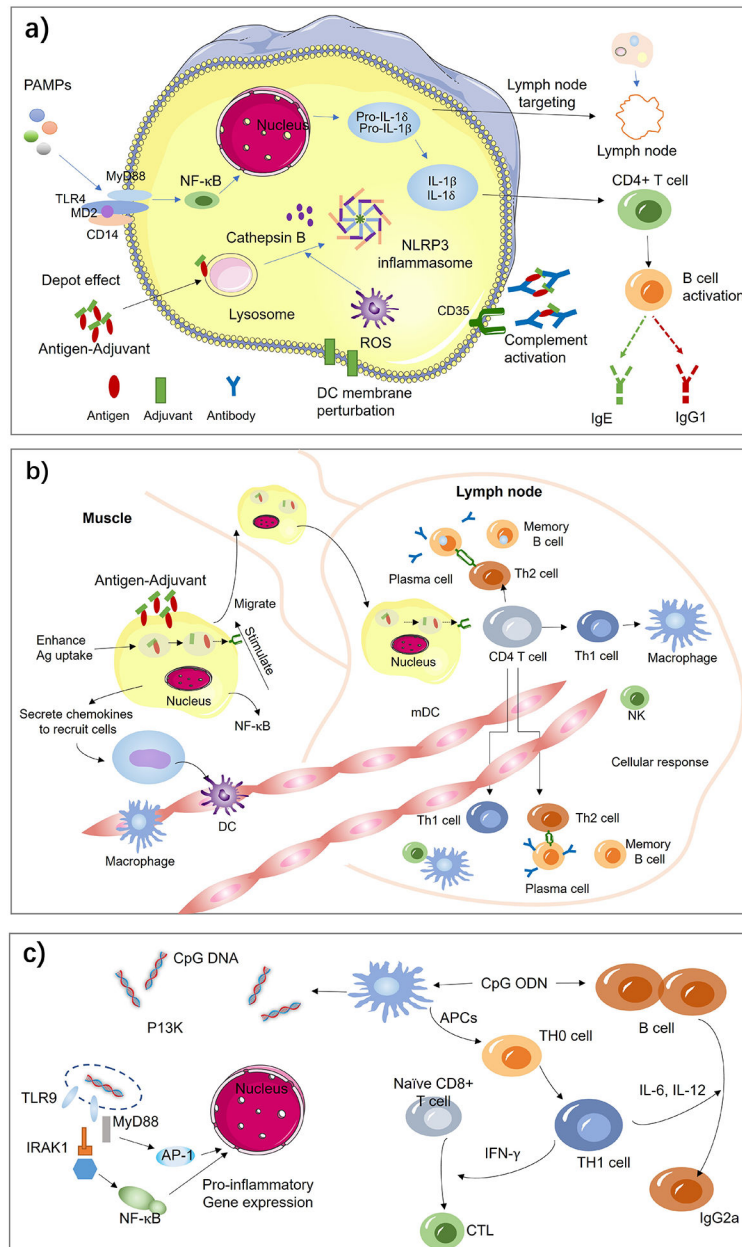 a)
PAMPs
MyD88
TLR4
MD2
CD14
NF-κB
Nucleus
Pro-IL-1δ
Pro-IL-1β
IL-1β
IL-1δ
Lymph node
targeting
Lymph node
CD4+ T cell
B cell
activation
IgE
IgG1
Cathepsin B
NLRP3
inflammasome
Lysosome
ROS
CD35
Complement
activation
DC membrane
perturbation
Depot effect
Antigen-Adjuvant
Antigen
Adjuvant
Antibody
b)
Muscle
Lymph node
Antigen-Adjuvant
Migrate
Stimulate
Enhance
Ag uptake
Nucleus
NF-κB
Secrete chemokines
to recruit cells
Macrophage
DC
Plasma cell
Memory
B cell
Th2 cell
Nucleus
CD4 T cell
Th1 cell
Macrophage
mDC
NK
Cellular response
Th1 cell
Th2 cell
Plasma cell
Memory
B cell
c)
CpG DNA
P13K
TLR9
MyD88
IRAK1
AP-1
NF-κB
Nucleus
Pro-inflammatory
Gene expression
CpG ODN
APCs
B cell
TH0 cell
Naïve CD8+
T cell
IL-6, IL-12
IFN-γ
TH1 cell
CTL
IgG2a